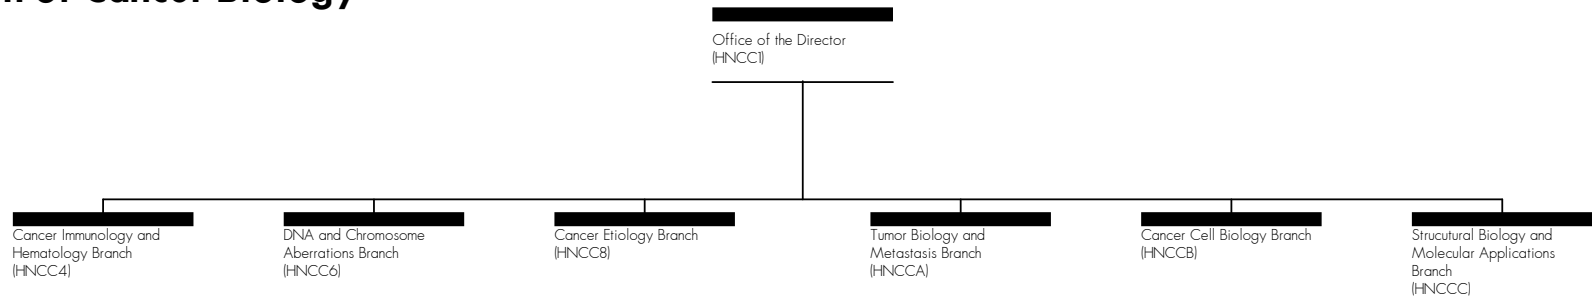 of Cancer Biology
Office of the Director
(HNCC1)
Cancer Immunology and
Hematology Branch
(HNCC4)
DNA and Chromosome
Aberrations Branch
(HNCC6)
Cancer Etiology Branch
(HNCC8)
Tumor Biology and
Metastasis Branch
(HNCCA)
Cancer Cell Biology Branch
(HNCCB)
Strucutural Biology and
Molecular Applications
Branch
(HNCCC)